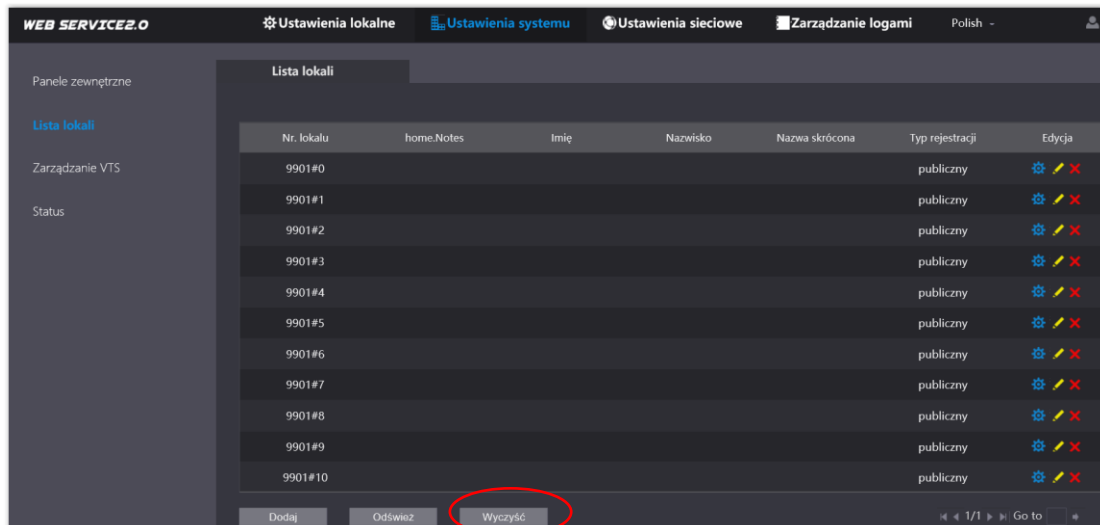 WEB SERVICE2.0 Ustawienia lokalne Ustawienia systemu Ustawienia sieciowe Zarządzanie logami Polish -
Panele zewnętrzne
Lista lokali
Zarządzanie VTS
Status
Lista lokali
Nr. lokalu home.Notes Imię Nazwisko Nazwa skrócona Typ rejestracji Edycja
9901#0 publiczny
9901#1 publiczny
9901#2 publiczny
9901#3 publiczny
9901#4 publiczny
9901#5 publiczny
9901#6 publiczny
9901#7 publiczny
9901#8 publiczny
9901#9 publiczny
9901#10 publiczny
Dodaj Odśwież Wyczyść 1/1 Go to